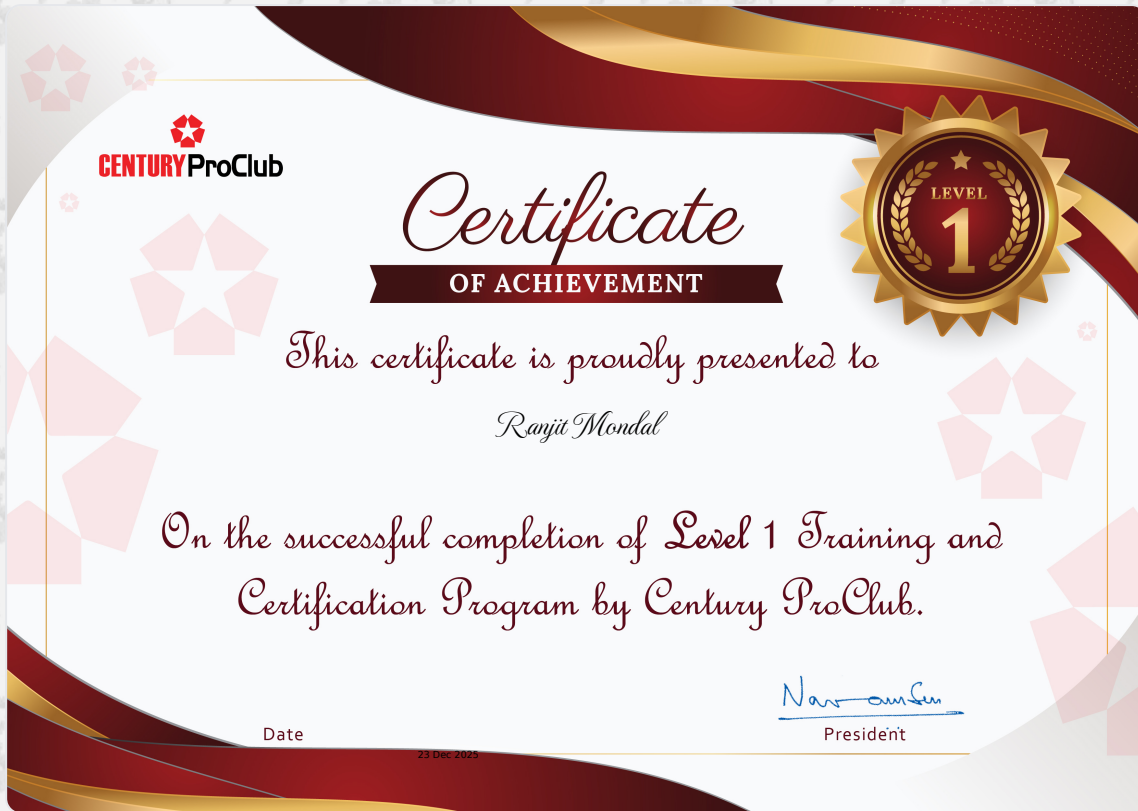 CENTURY ProClub
LEVEL
1
Certificate
OF ACHIEVEMENT
This certificate is proudly presented to
Ranjit Mondal
On the successful completion of Level 1 Training and
Certification Program by Century ProClub.
Date
23 Dec 2025
President